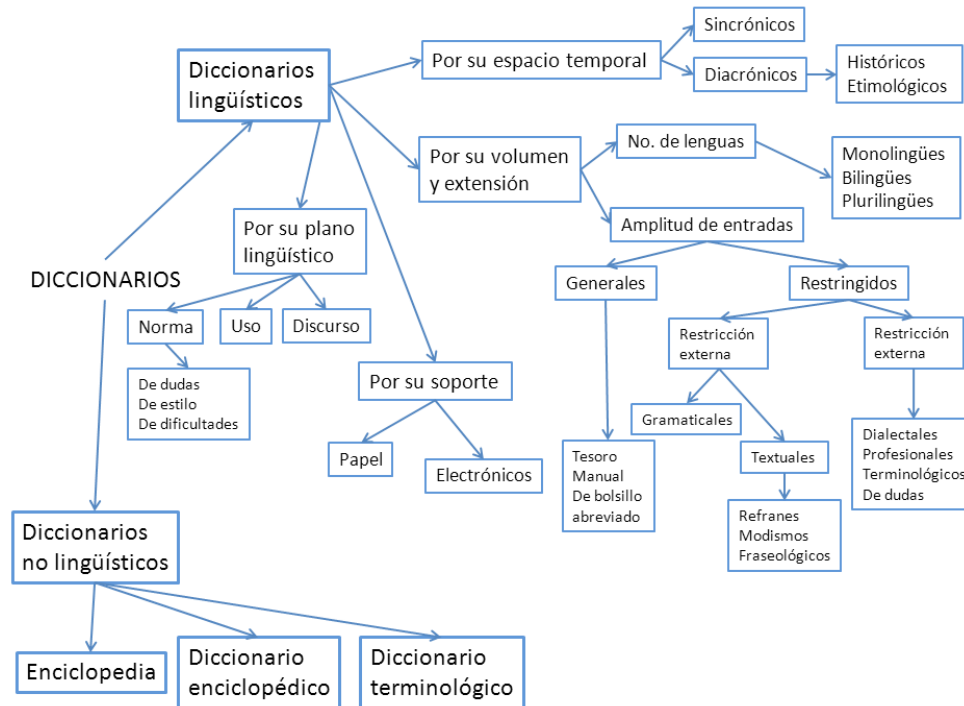 Diccionarios
lingüísticos
Por su espacio temporal
Sincrónicos
Diacrónicos
Históricos
Etimológicos
Por su volumen
y extensión
No. de lenguas
Monolingües
Bilingües
Plurilingües
Amplitud de entradas
Generales
Restringidos
Restricción
externa
Restricción
externa
Gramaticales
Textuales
Tesoro
Manual
De bolsillo
abreviado
Refranes
Modismos
Fraseológicos
Dialectales
Profesionales
Terminológicos
De dudas
Por su plano
lingüístico
DICCIONARIOS
Norma
Uso
Discurso
De dudas
De estilo
De dificultades
Por su soporte
Papel
Electrónicos
Diccionarios
no lingüísticos
Enciclopedia
Diccionario
enciclopédico
Diccionario
terminológico